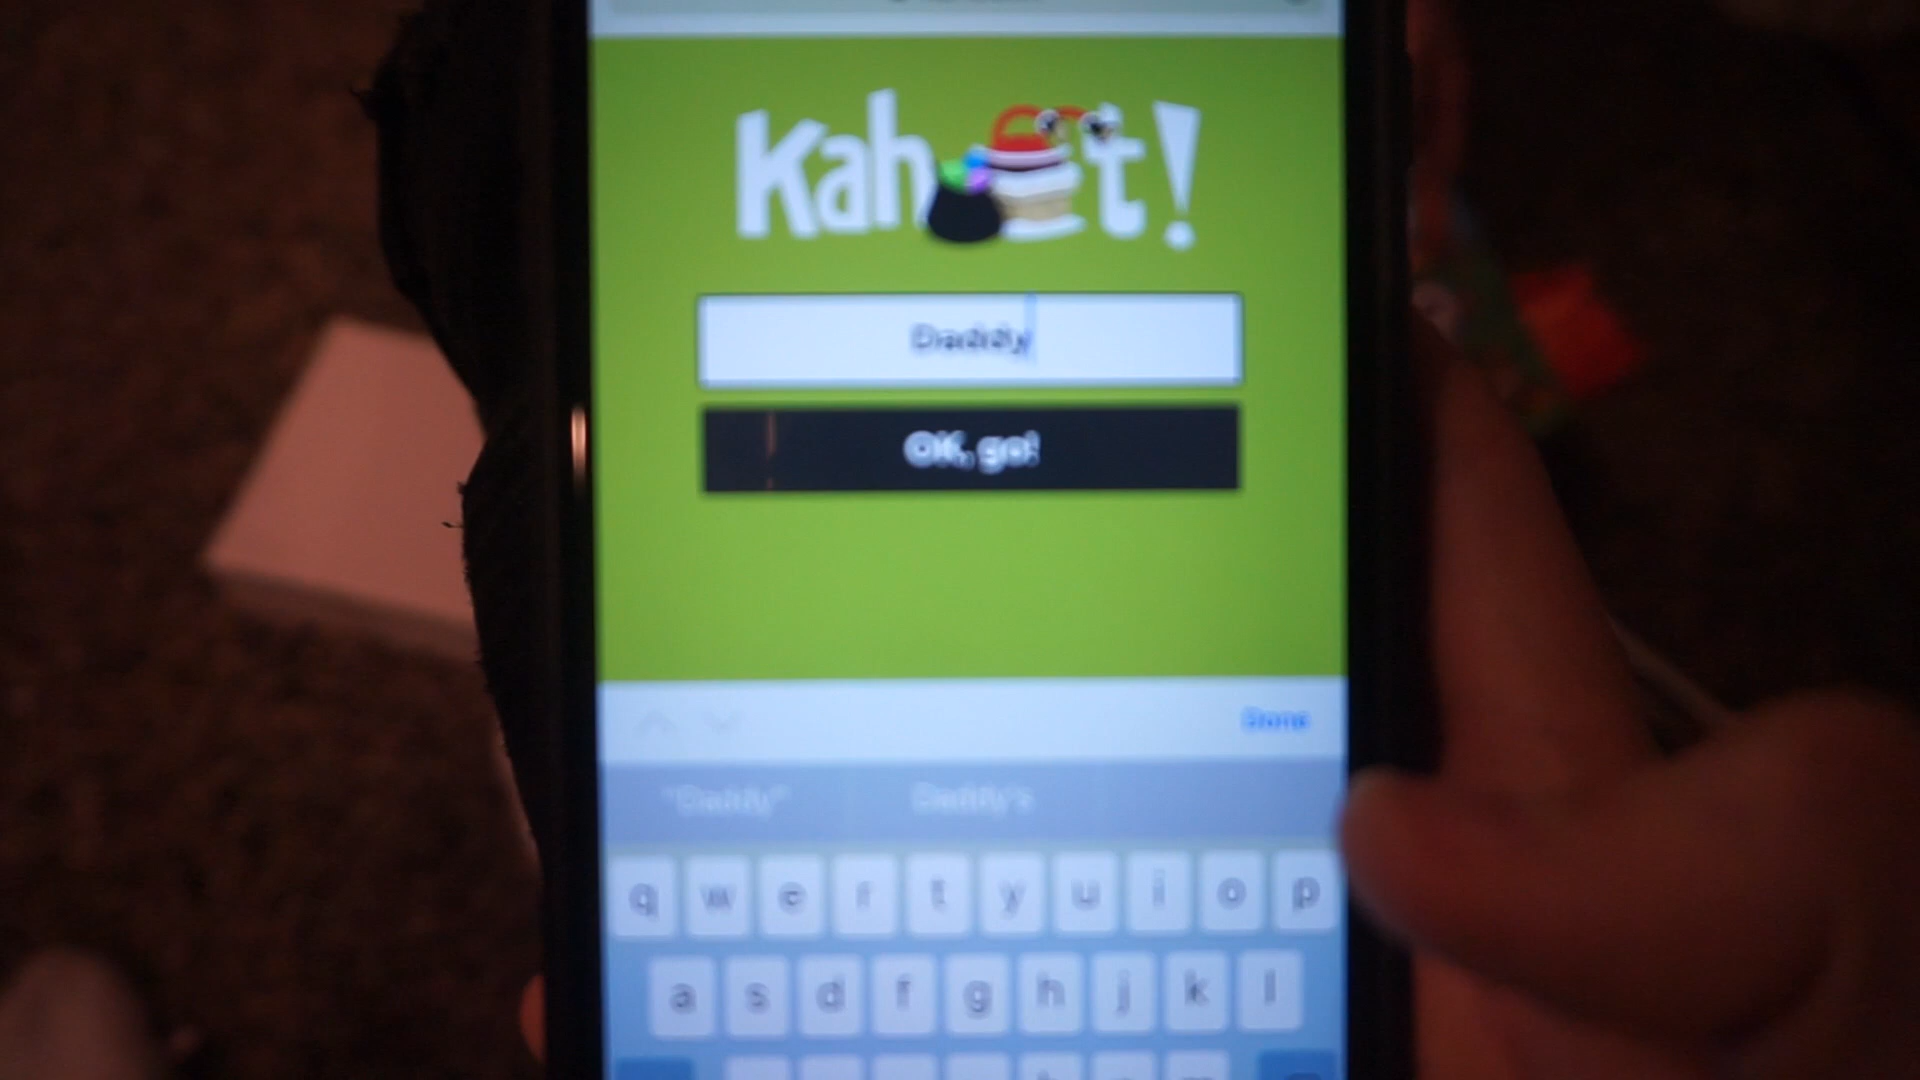 Kahoot!
Daddy
OK, go!
Done
"Daddy" Daddy's
q w e r t y u i o p
a s d f g h j k l